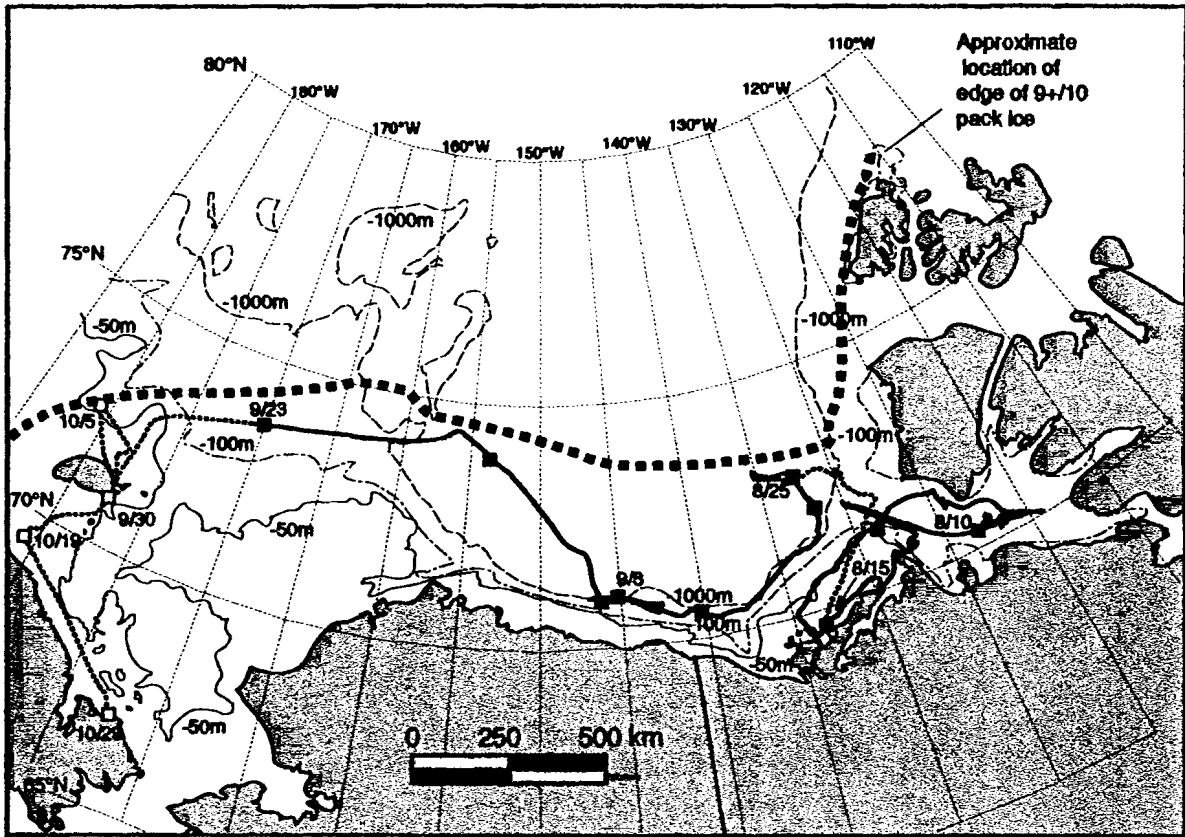 110°W
Approximate
location of
edge of 9+/10
pack ice
80°N
180°W
120°W
170°W
130°W
160°W
150°W
140°W
-1000m
75°N
-1000m
-50m
-1000m
10/5
9/23
-100m
-100m
8/25
70°N
9/30
-50m
8/10
10/19
8/15
9/6
1000m
100m
-50m
10/29
-50m
0 250 500 km
65°N